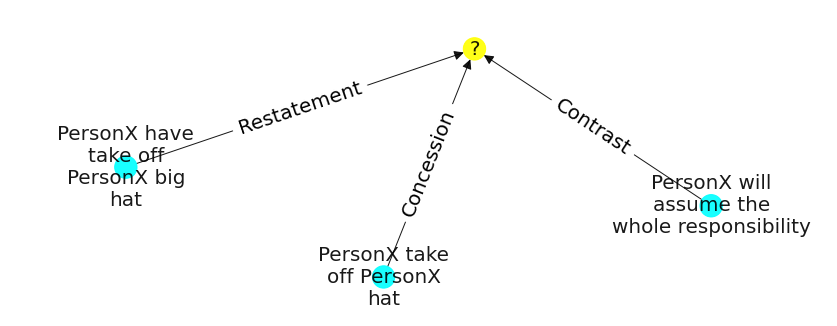 ?
Restatement
Contrast
Concession
PersonX have
take off
PersonX big
hat
PersonX will
assume the
whole responsibility
PersonX take
off PersonX
hat